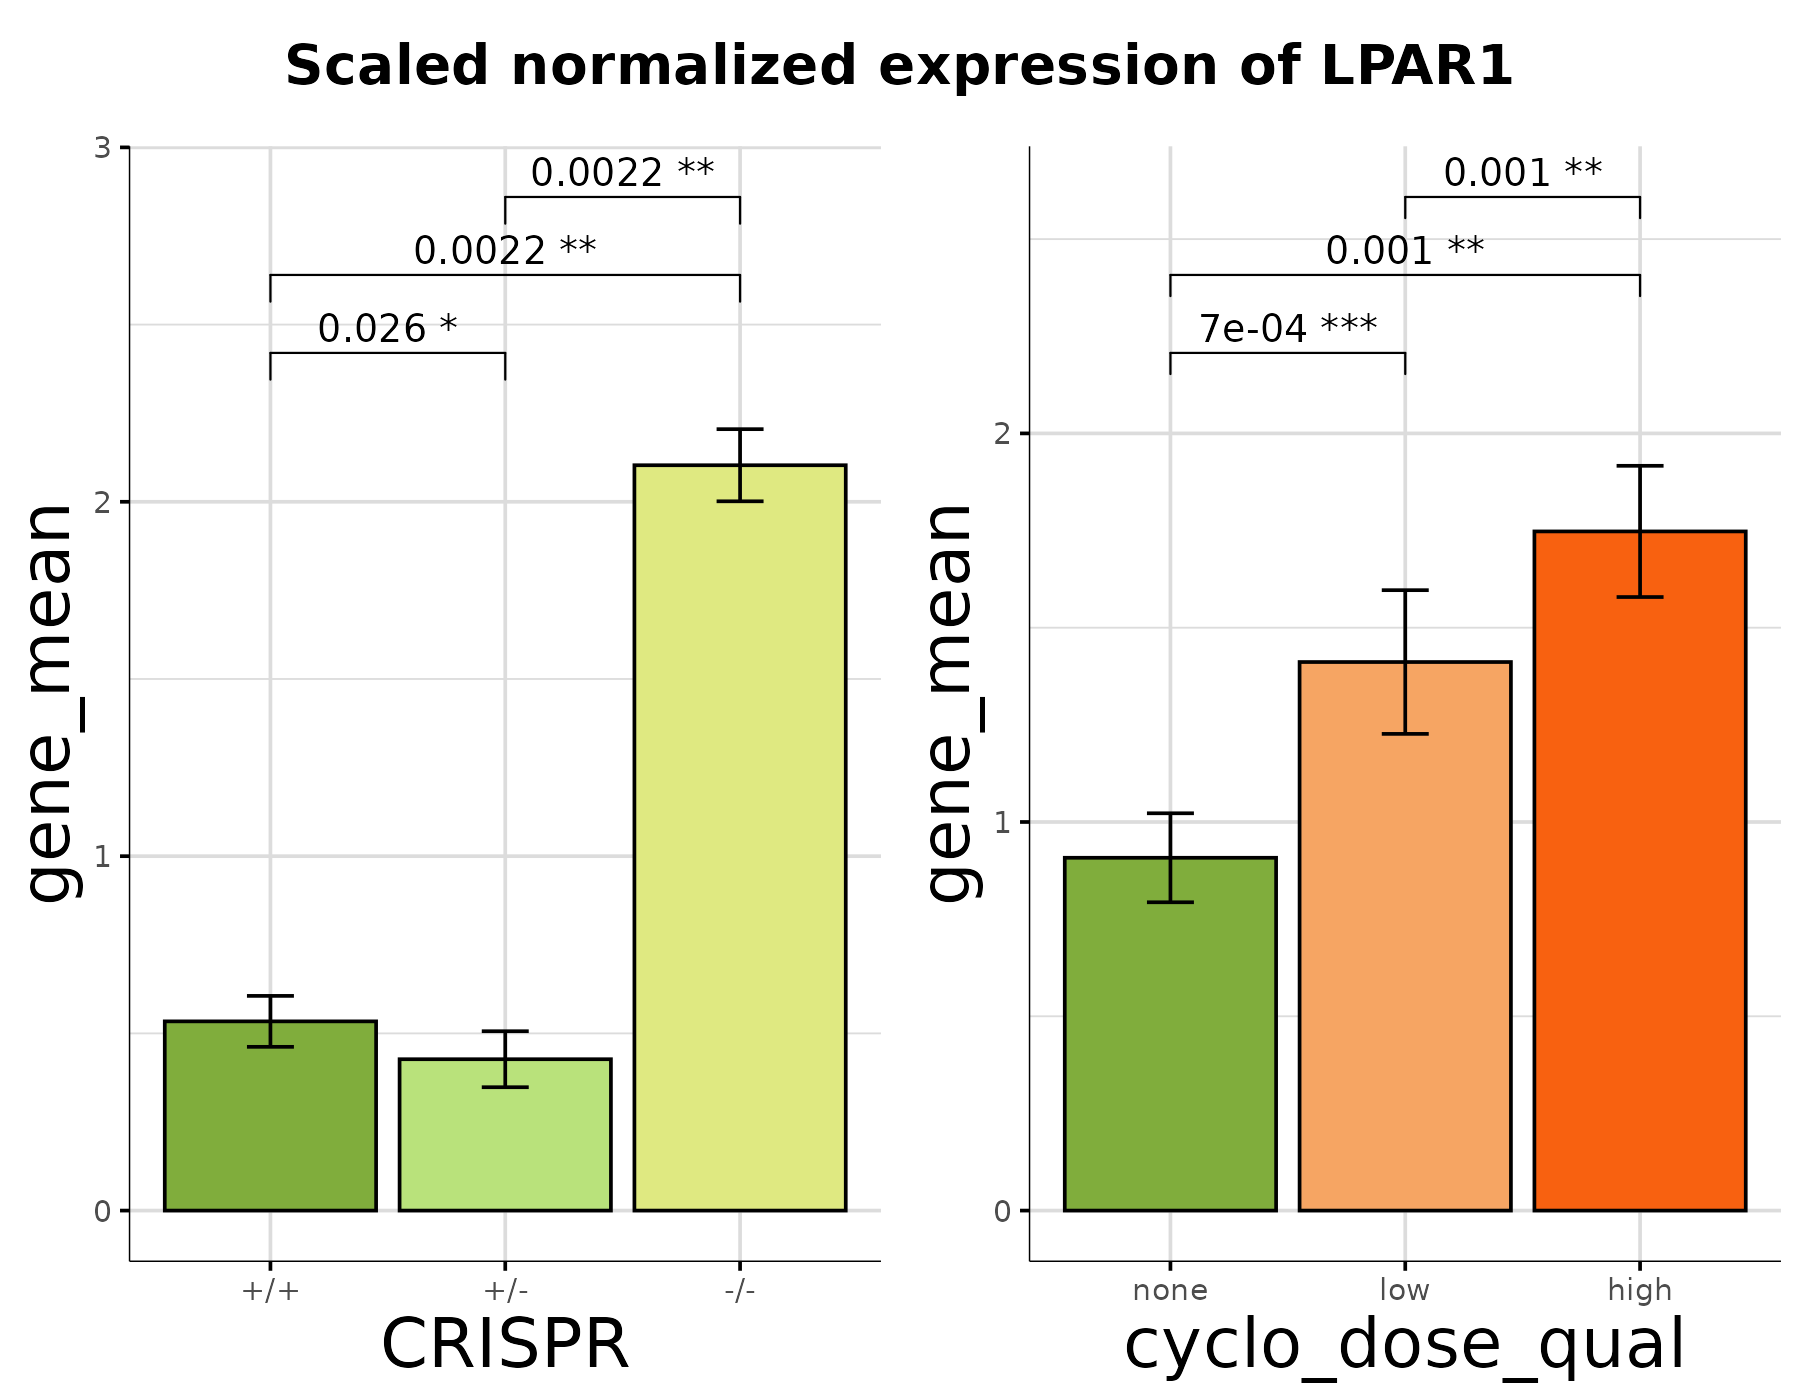 Scaled normalized expression of LPAR1
gene_mean
3
2
1
0
0.0022 **
0.0022 **
0.026 *
+/+
+/-
-/-
CRISPR
gene_mean
2
1
0
0.001 **
0.001 **
7e-04 ***
none
low
high
cyclo_dose_qual